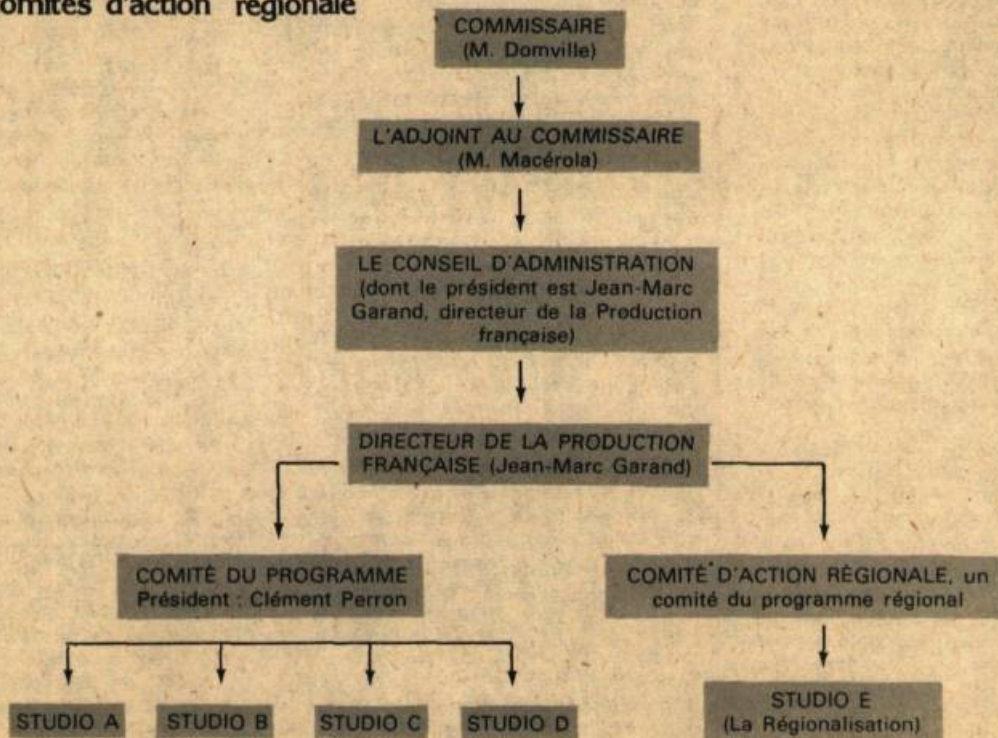 omités d'action régionale
COMMISSAIRE
(M. Domville)
L'ADJOINT AU COMMISSAIRE
(M. Macérola)
LE CONSEIL D'ADMINISTRATION
(dont le président est Jean-Marc
Garand, directeur de la Production
française)
DIRECTEUR DE LA PRODUCTION
FRANÇAISE (Jean-Marc Garand)
COMITÉ DU PROGRAMME
Président : Clément Perron
COMITÉ D'ACTION RÉGIONALE, un
comité du programme régional
STUDIO A
STUDIO B
STUDIO C
STUDIO D
STUDIO E
(La Régionalisation)